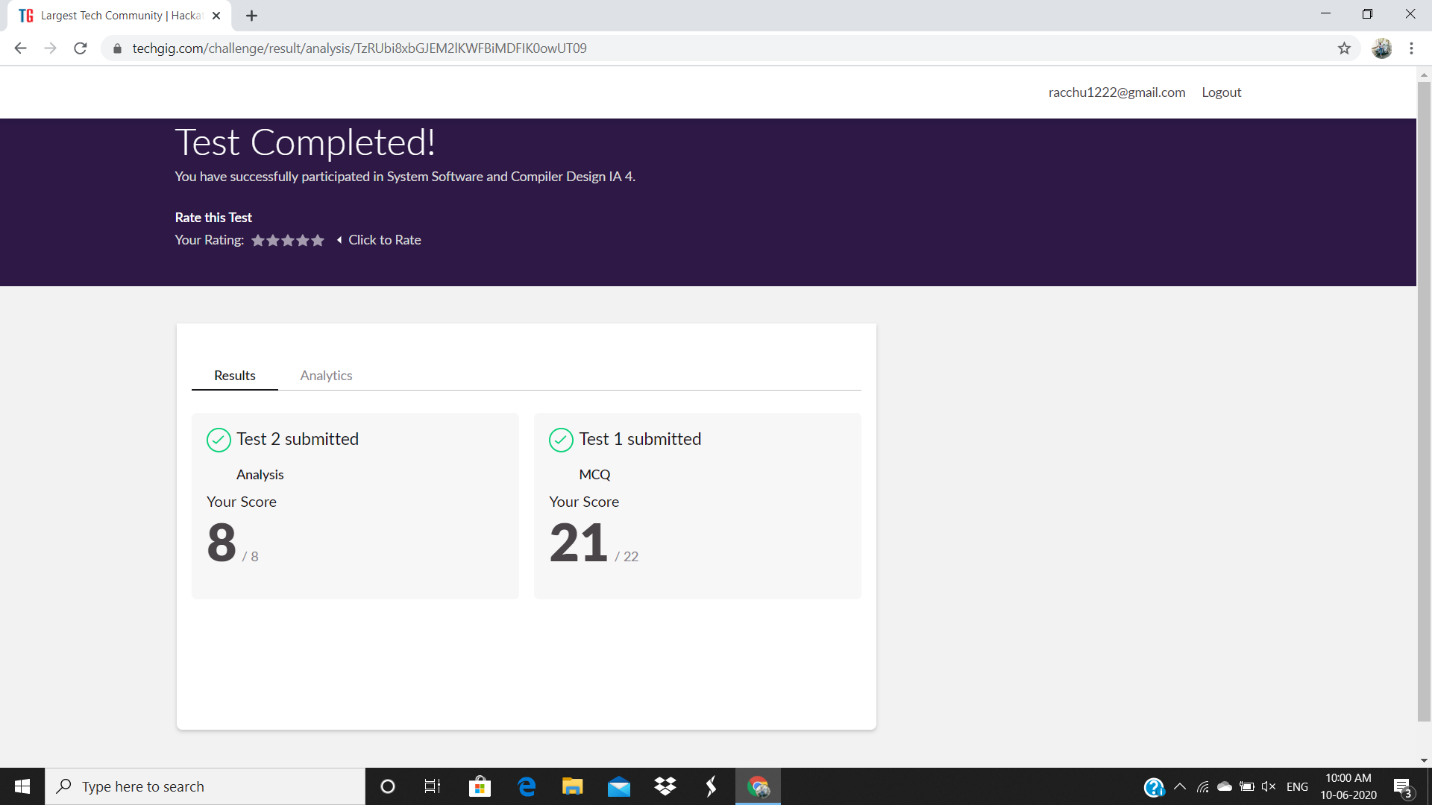 TG Largest Tech Community | Hacka
techgig.com/challenge/result/analysis/TzRUbi8xbGJEM2lKWFBiMDFIK0owUT09
racchu1222@gmail.com Logout
Test Completed!
You have successfully participated in System Software and Compiler Design IA 4.
Rate this Test
Your Rating: Click to Rate
Results Analytics
Test 2 submitted
Analysis
Your Score
8 / 8
Test 1 submitted
MCQ
Your Score
21 / 22
Type here to search
ENG
10:00 AM
10-06-2020
3